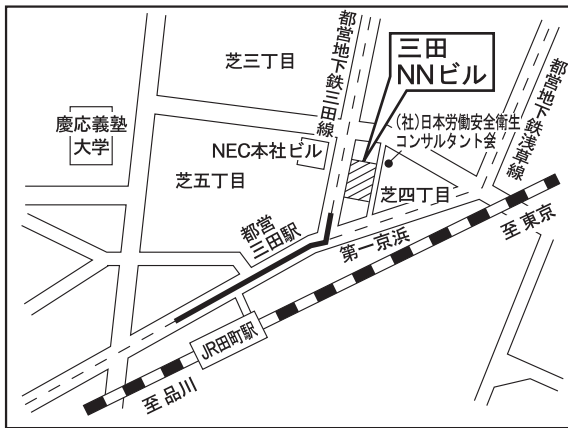 芝三丁目
都営地下鉄三田線
三田
NNビル
都営地下鉄浅草線
慶応義塾
大学
(社)日本労働安全衛生
コンサルタント会
NEC本社ビル
芝五丁目
芝四丁目
都営
三田駅
第一京浜
至東京
JR田町駅
至品川